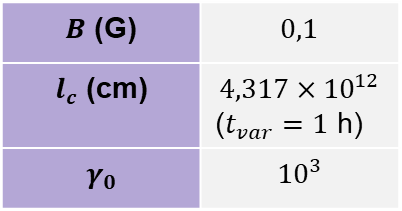 B (G) 0,1
l_c (cm) 4,317 × 10^12
(t_var = 1 h)
γ_0 10^3